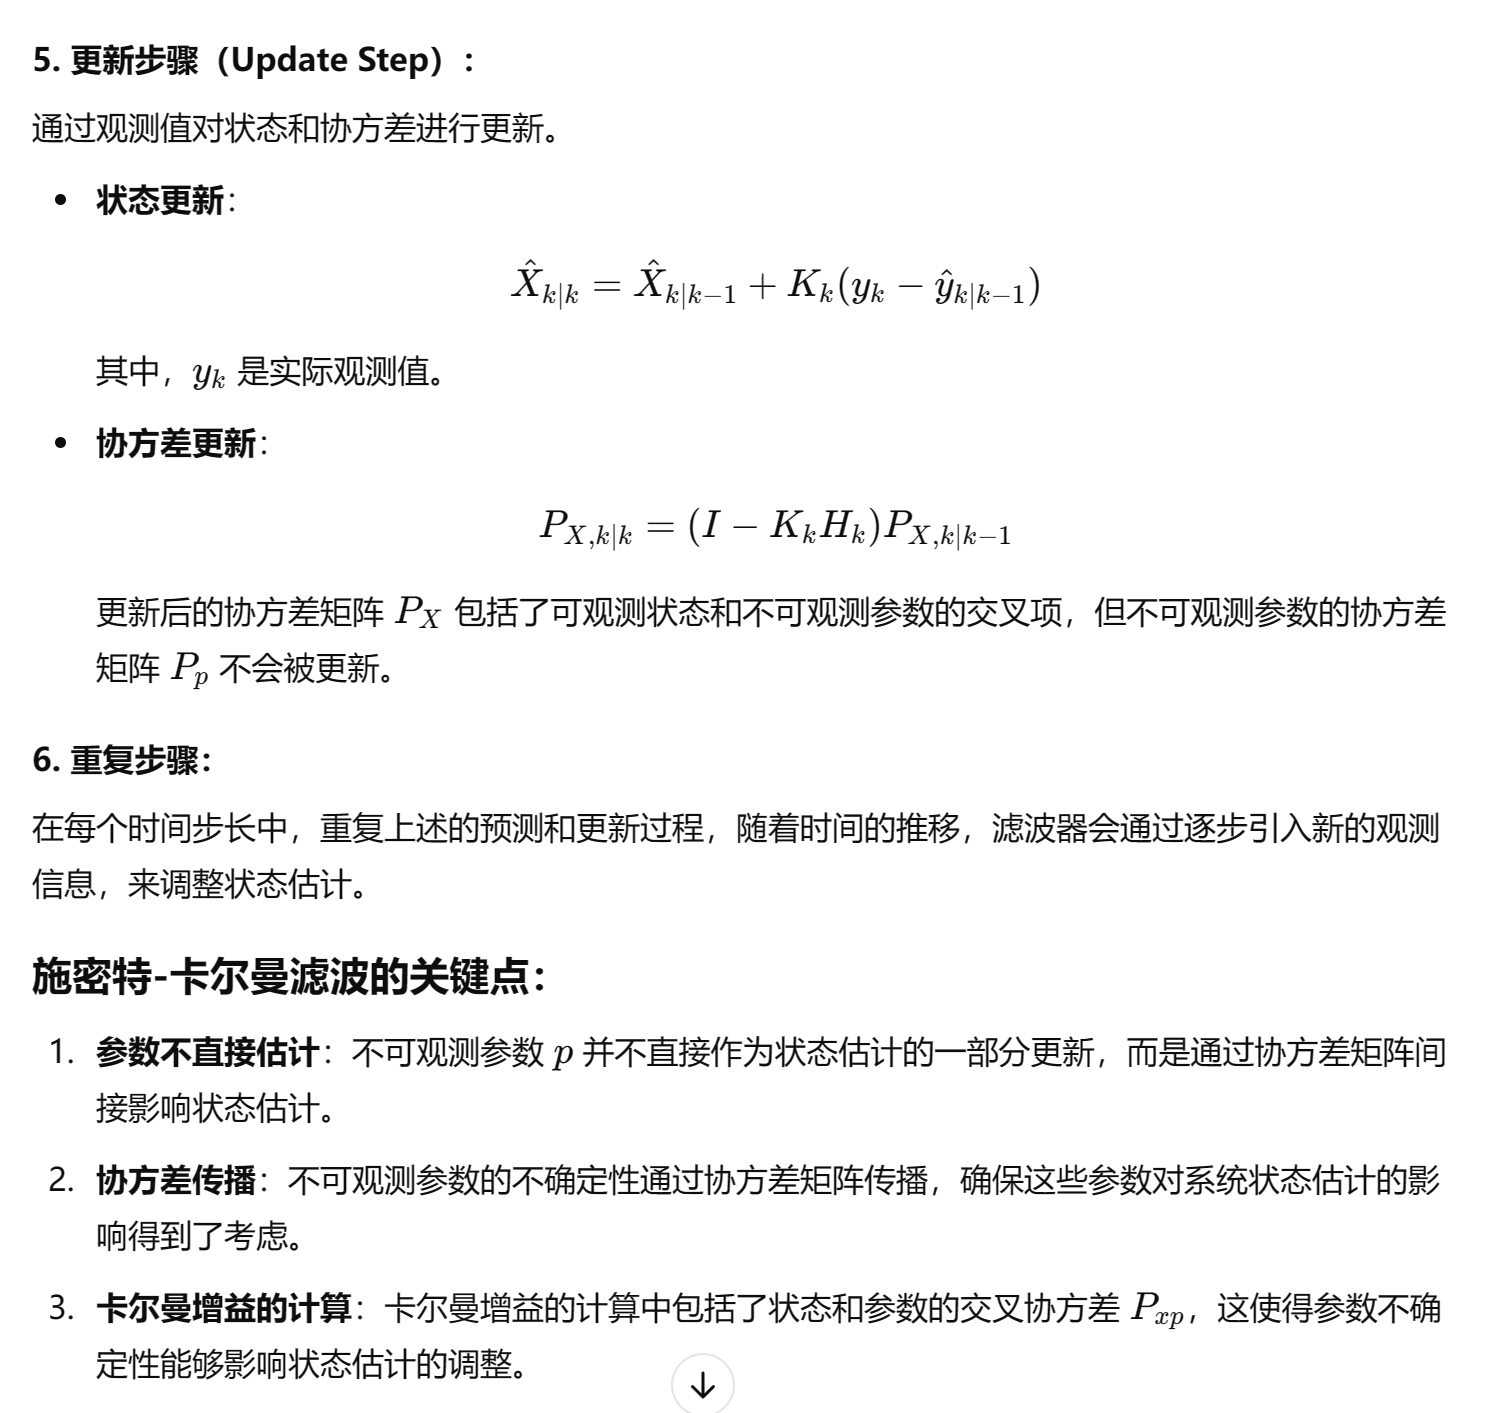 5. 更新步骤（Update Step）：
通过观测值对状态和协方差进行更新。
• 状态更新：
X̂ₖ|ₖ = X̂ₖ|ₖ₋₁ + Kₖ(yₖ − ŷₖ|ₖ₋₁)
其中，yₖ 是实际观测值。
• 协方差更新：
P_{X,k|k} = (I − KₖHₖ)P_{X,k|k−1}
更新后的协方差矩阵 P_X 包括了可观测状态和不可观测参数的交叉项，但不可观测参数的协方差
矩阵 P_p 不会被更新。
6. 重复步骤：
在每个时间步长中，重复上述的预测和更新过程，随着时间的推移，滤波器会通过逐步引入新的观测
信息，来调整状态估计。
施密特-卡尔曼滤波的关键点：
1. 参数不直接估计：不可观测参数 p 并不直接作为状态估计的一部分更新，而是通过协方差矩阵间
接影响状态估计。
2. 协方差传播：不可观测参数的不确定性通过协方差矩阵传播，确保这些参数对系统状态估计的影
响得到了考虑。
3. 卡尔曼增益的计算：卡尔曼增益的计算中包括了状态和参数的交叉协方差 P_{xp}，这使得参数不确
定性能够影响状态估计的调整。